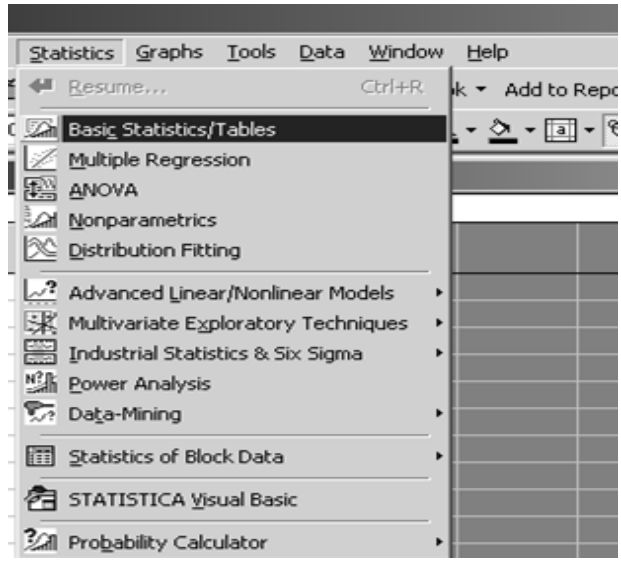 Statistics Graphs Tools Data Window Help
Resume... Ctrl+R
Add to Repo
Basic Statistics/Tables
Multiple Regression
ANOVA
Nonparametrics
Distribution Fitting
Advanced Linear/Nonlinear Models
Multivariate Exploratory Techniques
Industrial Statistics & Six Sigma
Power Analysis
Data-Mining
Statistics of Block Data
STATISTICA Visual Basic
Probability Calculator